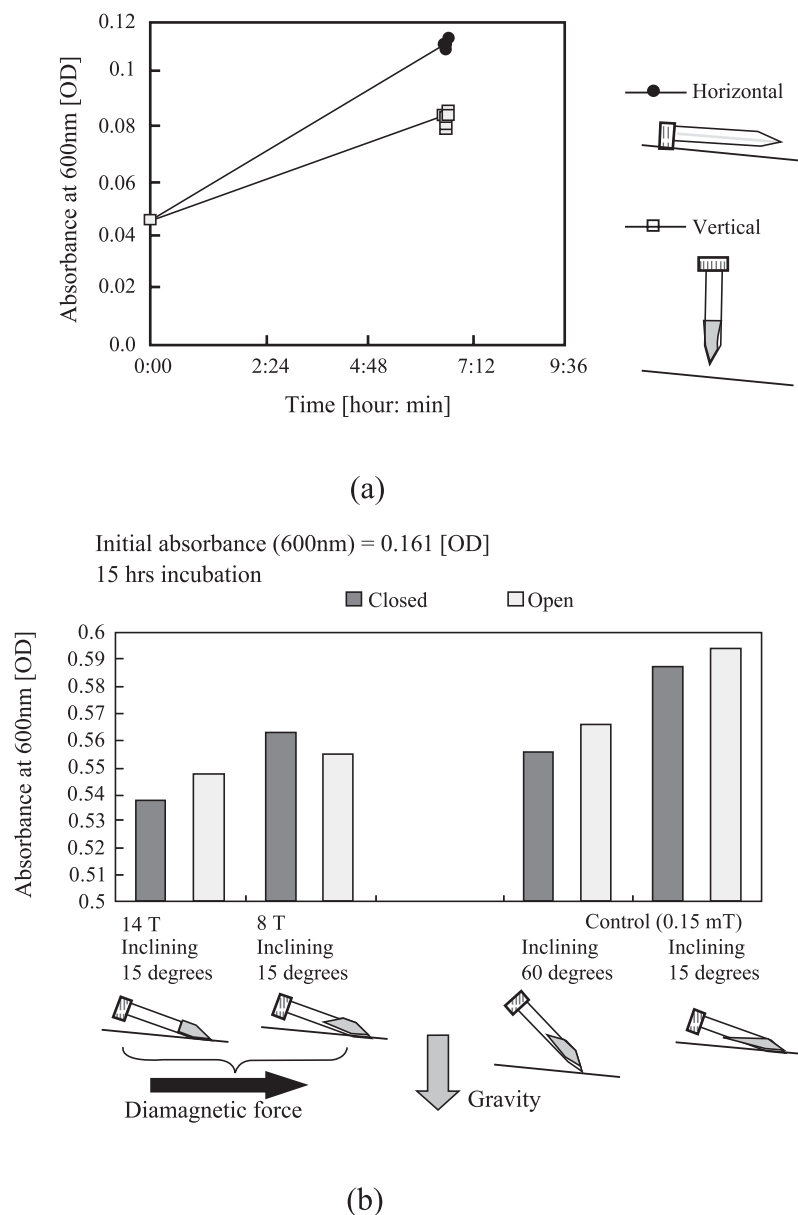 0.12
0.1
0.08
0.06
0.04
0.02
0.0
Absorbance at 600nm [OD]
0:00 2:24 4:48 7:12 9:36
Time [hour: min]
Horizontal
Vertical
(a)
Initial absorbance (600nm) = 0.161 [OD]
15 hrs incubation
Closed Open
0.6
0.59
0.58
0.57
0.56
0.55
0.54
0.53
0.52
0.51
0.5
Absorbance at 600nm [OD]
14 T 8 T Control (0.15 mT)
Inclining Inclining Inclining Inclining
15 degrees 15 degrees 60 degrees 15 degrees
Diamagnetic force
Gravity
(b)